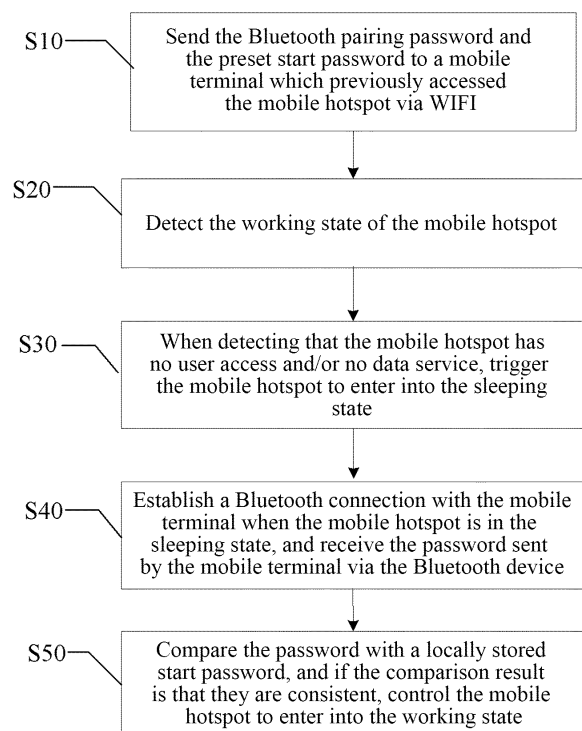 S10
Send the Bluetooth pairing password and
the preset start password to a mobile
terminal which previously accessed
the mobile hotspot via WIFI
S20
Detect the working state of the mobile hotspot
S30
When detecting that the mobile hotspot has
no user access and/or no data service, trigger
the mobile hotspot to enter into the sleeping
state
S40
Establish a Bluetooth connection with the mobile
terminal when the mobile hotspot is in the
sleeping state, and receive the password sent
by the mobile terminal via the Bluetooth device
S50
Compare the password with a locally stored
start password, and if the comparison result
is that they are consistent, control the mobile
hotspot to enter into the working state